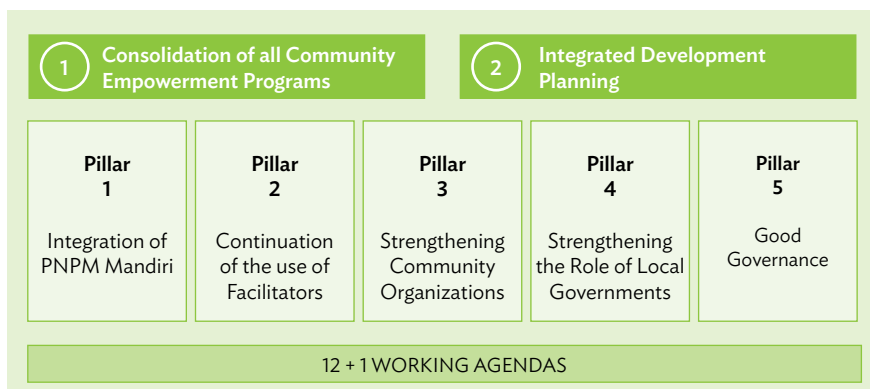 1
Consolidation of all Community
Empowerment Programs
2
Integrated Development
Planning
Pillar
1
Integration of
PNPM Mandiri
Pillar
2
Continuation
of the use of
Facilitators
Pillar
3
Strengthening
Community
Organizations
Pillar
4
Strengthening
the Role of Local
Governments
Pillar
5
Good
Governance
12 + 1 WORKING AGENDAS